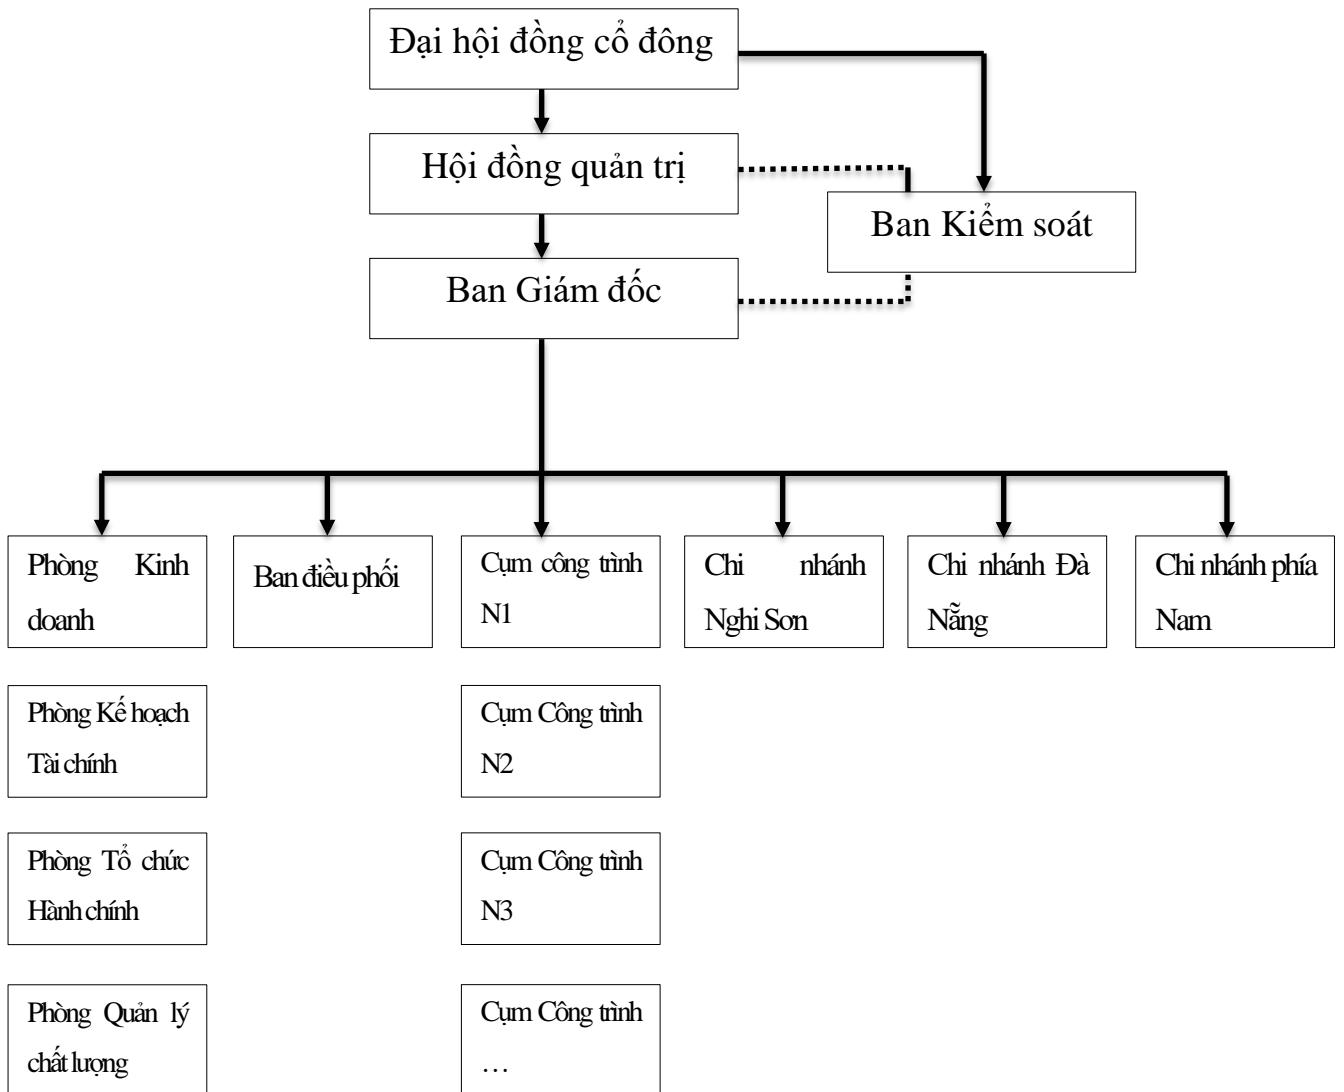 Đại hội đồng cổ đông
Hội đồng quản trị
Ban Kiểm soát
Ban Giám đốc
Phòng Kinh
doanh
Ban điều phối
Cụm công trình
N1
Chi nhánh
Nghi Sơn
Chi nhánh Đà
Nẵng
Chi nhánh phía
Nam
Phòng Kế hoạch
Tài chính
Cụm Công trình
N2
Phòng Tổ chức
Hành chính
Cụm Công trình
N3
Phòng Quản lý
chất lượng
Cụm Công trình
…